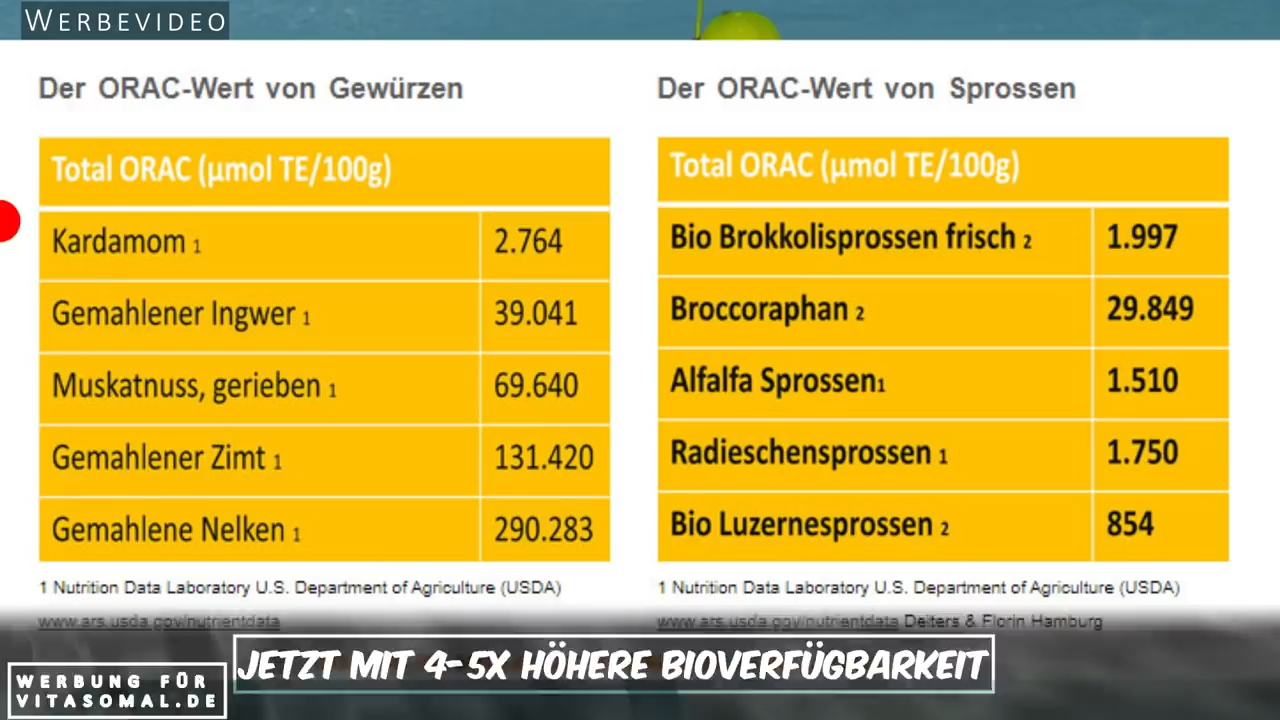 WERBEVIDEO
Der ORAC-Wert von Gewürzen
Total ORAC (µmol TE/100g)
Kardamom 1 2.764
Gemahlener Ingwer 1 39.041
Muskatnuss, gerieben 1 69.640
Gemahlener Zimt 1 131.420
Gemahlene Nelken 1 290.283
1 Nutrition Data Laboratory U.S. Department of Agriculture (USDA)
www.ars.usda.gov/nutrientdata
Der ORAC-Wert von Sprossen
Total ORAC (µmol TE/100g)
Bio Brokkolisprossen frisch 2 1.997
Broccoraphan 2 29.849
Alfalfa Sprossen1 1.510
Radieschensprossen 1 1.750
Bio Luzernesprossen 2 854
1 Nutrition Data Laboratory U.S. Department of Agriculture (USDA)
www.ars.usda.gov/nutrientdata Deiters & Florin Hamburg
JETZT MIT 4-5X HÖHERE BIOVERFÜGBARKEIT
WERBUNG FÜR
VITASOMAL.DE